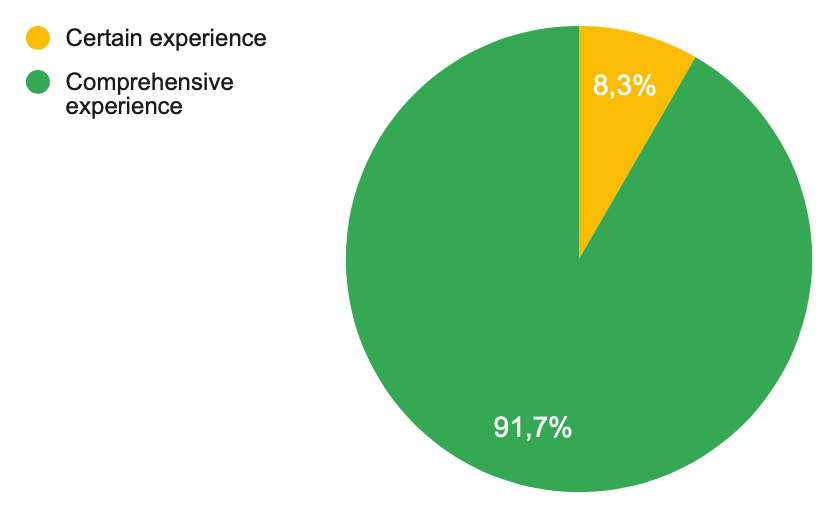 Certain experience
Comprehensive
experience
8,3%
91,7%